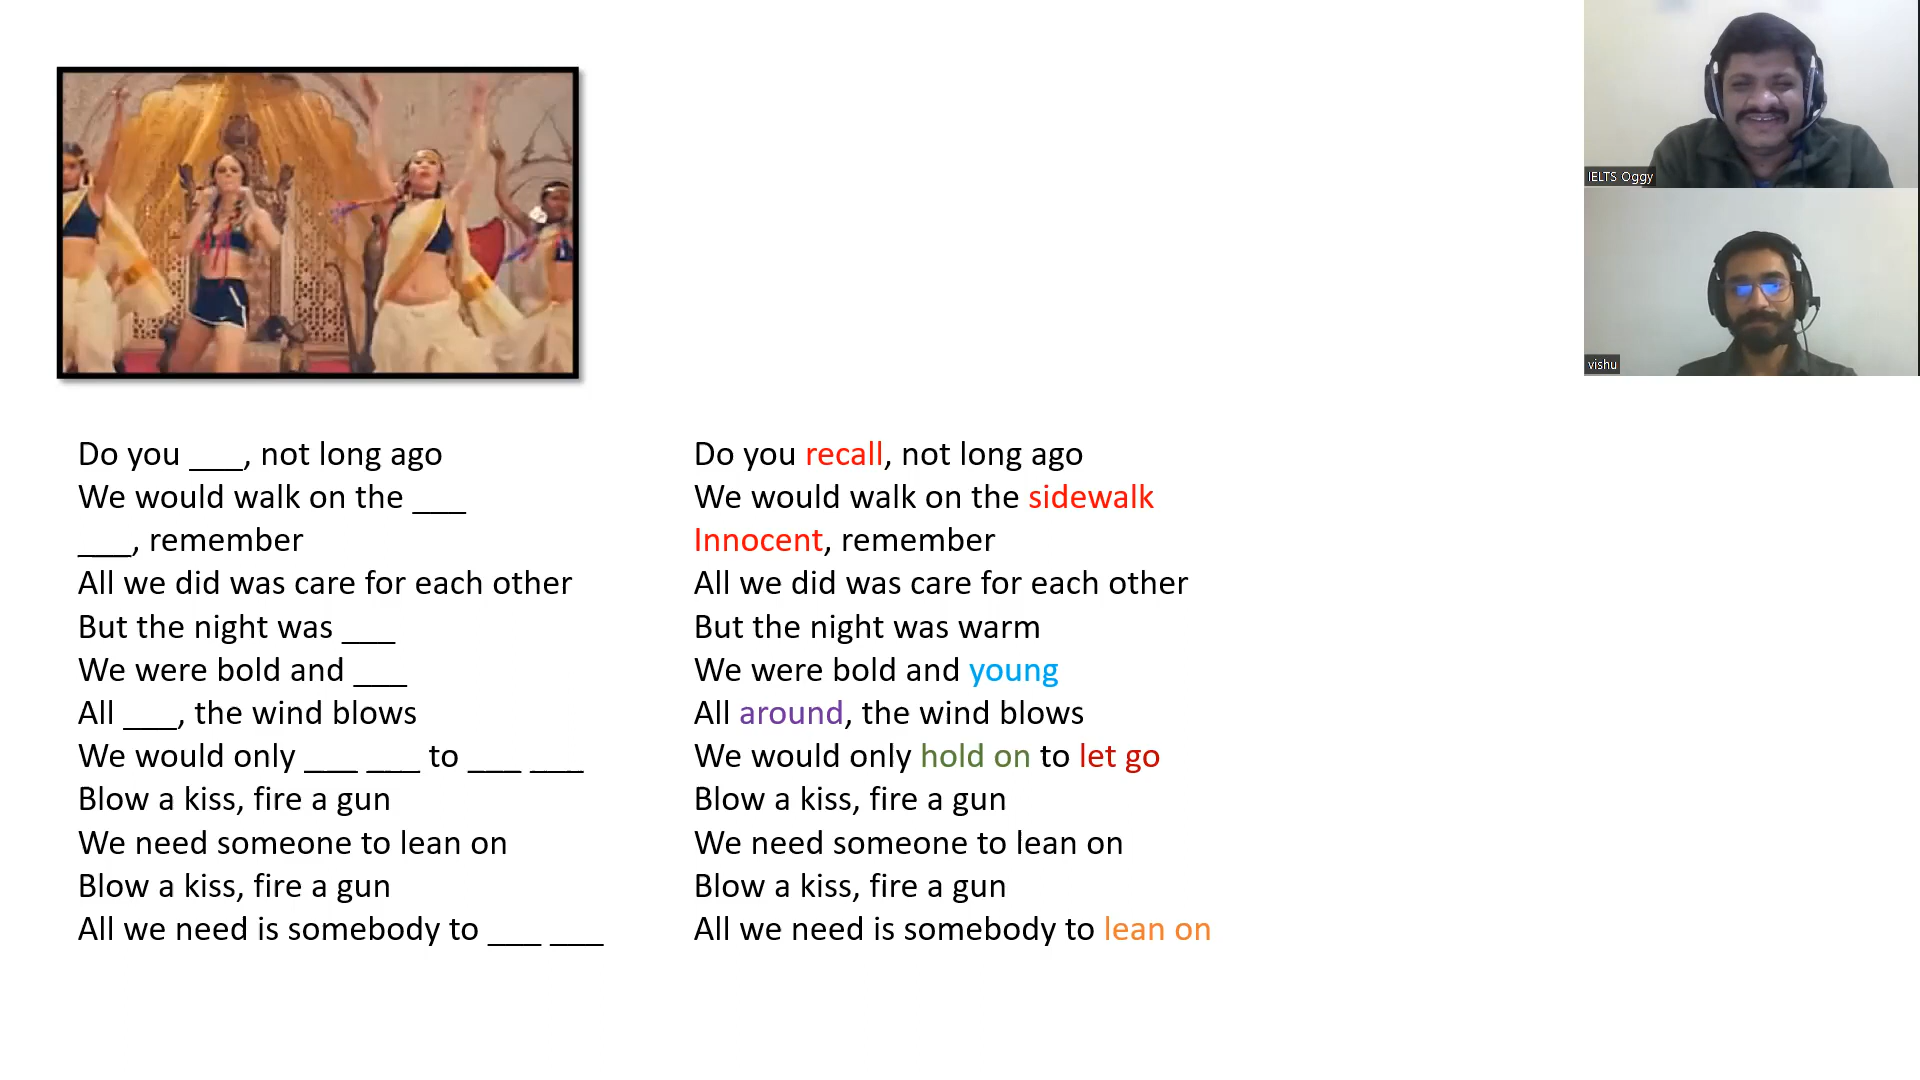 IELTS Oggy
vishu
Do you ___, not long ago
We would walk on the ___
___, remember
All we did was care for each other
But the night was ___
We were bold and ___
All ___, the wind blows
We would only ___ ___ to ___ ___
Blow a kiss, fire a gun
We need someone to lean on
Blow a kiss, fire a gun
All we need is somebody to ___ ___
Do you recall, not long ago
We would walk on the sidewalk
Innocent, remember
All we did was care for each other
But the night was warm
We were bold and young
All around, the wind blows
We would only hold on to let go
Blow a kiss, fire a gun
We need someone to lean on
Blow a kiss, fire a gun
All we need is somebody to lean on